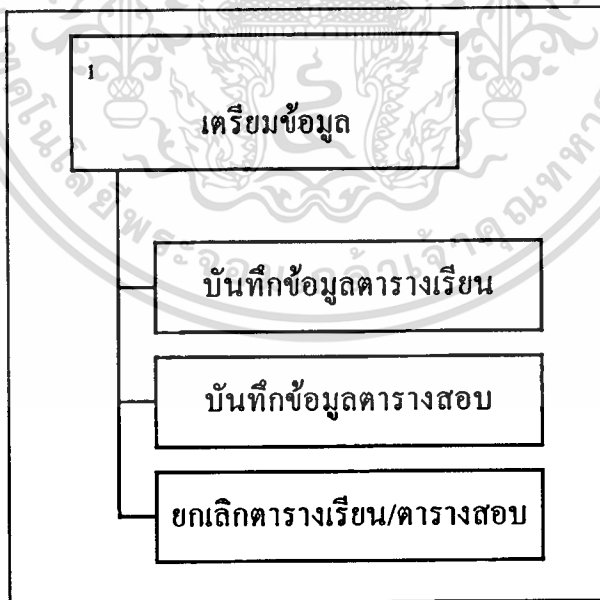 1
เตรียมข้อมูล
บันทึกข้อมูลตารางเรียน
บันทึกข้อมูลตารางสอบ
ยกเลิกตารางเรียน/ตารางสอบ